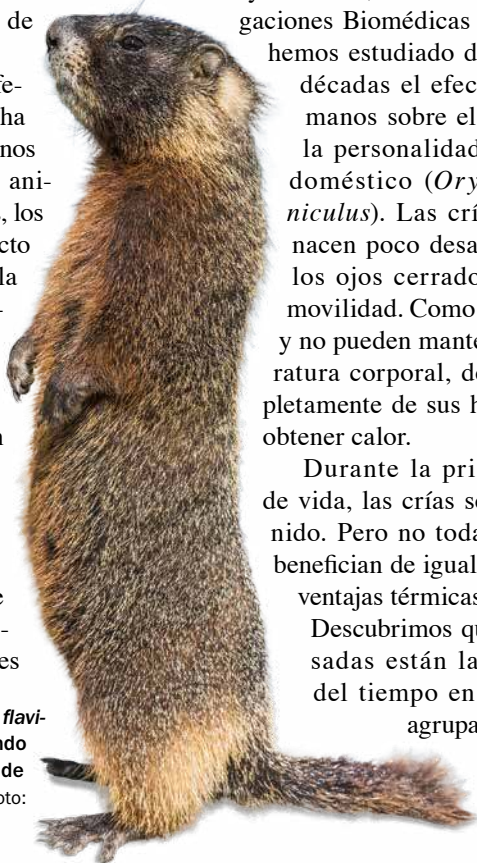 de
fe-
ha
nos
ani-
, los
cto
la
-
n
e
-
es
flavi-
ndo
de
oto:
gaciones Biomédicas
hemos estudiado d
décadas el efec
manos sobre el
la personalidad
doméstico (Ory
niculus). Las crí
nacen poco desa
los ojos cerrado
movilidad. Como
y no pueden mante
ratura corporal, de
pletamente de sus h
obtener calor.
Durante la pri
de vida, las crías se
nido. Pero no toda
benefician de igual
ventajas térmicas
Descubrimos qu
sadas están la
del tiempo en
agrupa